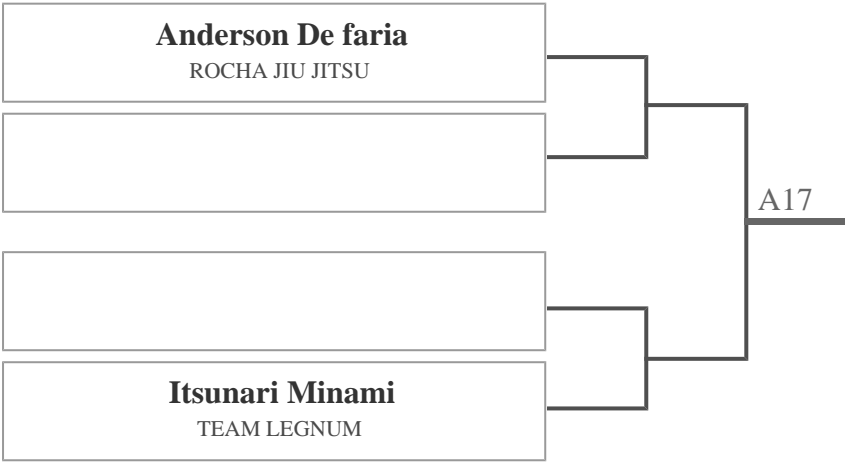 Anderson De faria
ROCHA JIU JITSU
A17
Itsunari Minami
TEAM LEGNUM